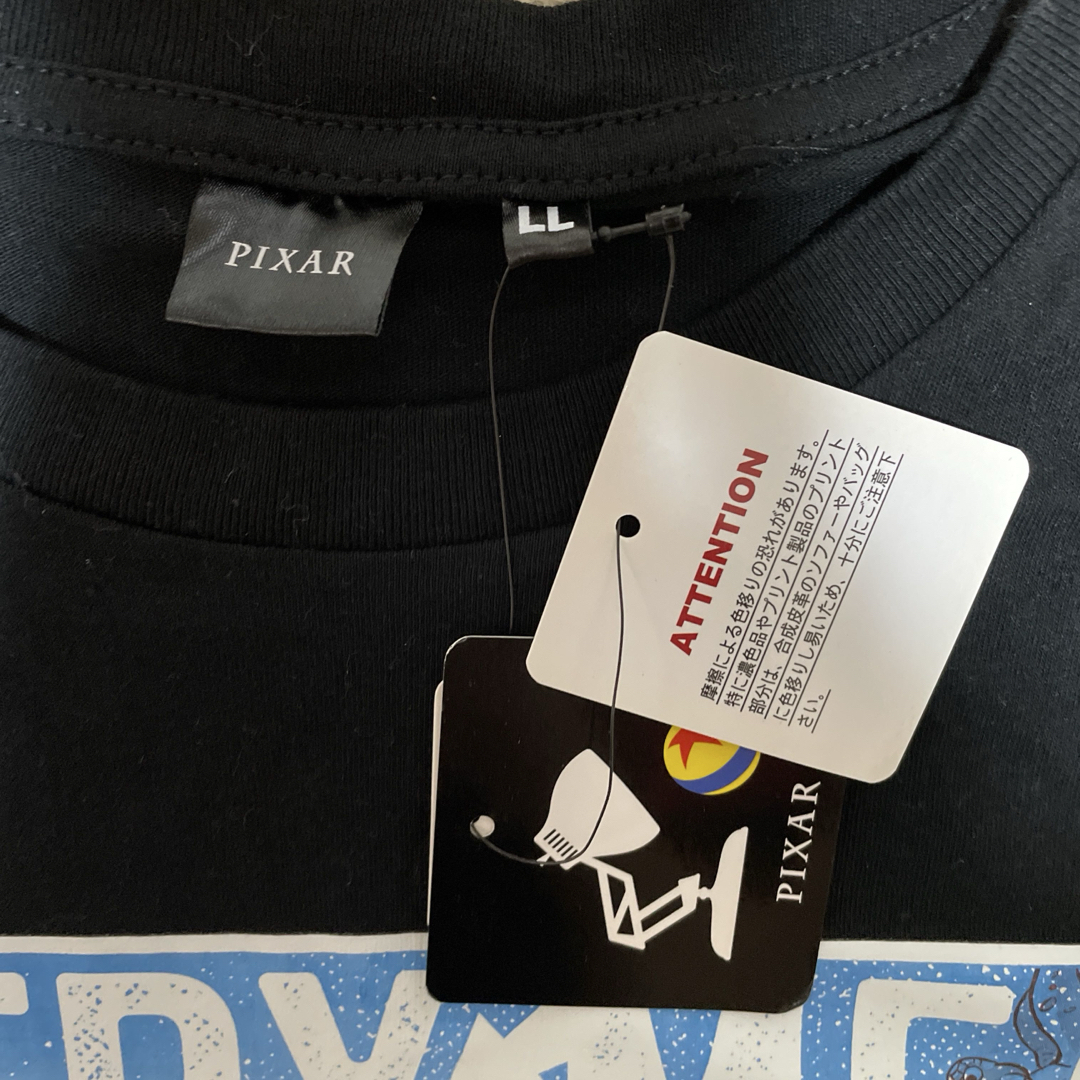 PIXAR
LL
ATTENTION
摩擦による色移りの恐れがあります。
特に濃色品やプリント製品のプリント
部分は、合成皮革のソファーやバッグ
に色移りし易いため、十分にご注意下
さい。
PIXAR